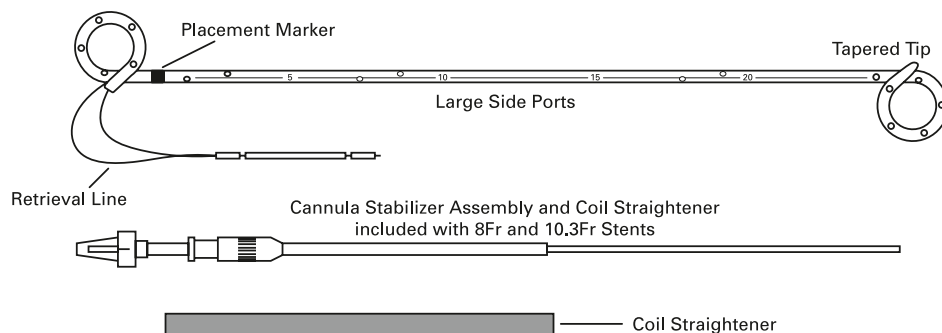 Placement Marker
Tapered Tip
5
10
15
20
Large Side Ports
Retrieval Line
Cannula Stabilizer Assembly and Coil Straightener
included with 8Fr and 10.3Fr Stents
Coil Straightener